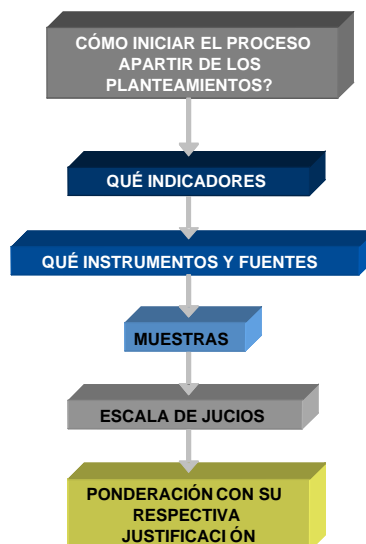 CÓMO INICIAR EL PROCESO
APARTIR DE LOS
PLANTEAMIENTOS?
QUÉ INDICADORES
QUÉ INSTRUMENTOS Y FUENTES
MUESTRAS
ESCALA DE JUCIOS
PONDERACIÓN CON SU
RESPECTIVA
JUSTIFICACI ÓN